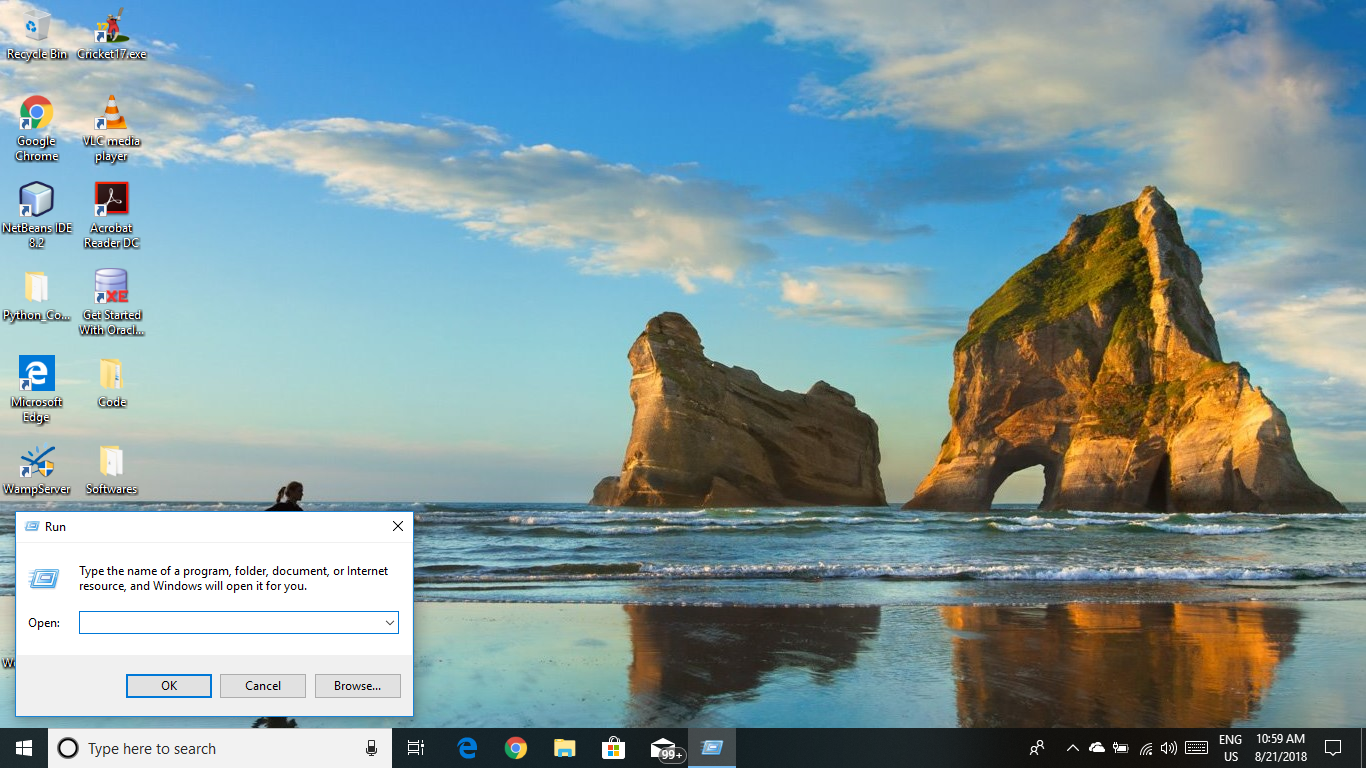 Recycle Bin
Cricket17.exe
Google
Chrome
VLC media
player
NetBeans IDE
8.2
Acrobat
Reader DC
Python_Co...
Get Started
With Oracl...
Microsoft
Edge
Code
WampServer
Softwares
Run
Type the name of a program, folder, document, or Internet
resource, and Windows will open it for you.
Open:
OK
Cancel
Browse...
Type here to search
99+
ENG
US
10:59 AM
8/21/2018